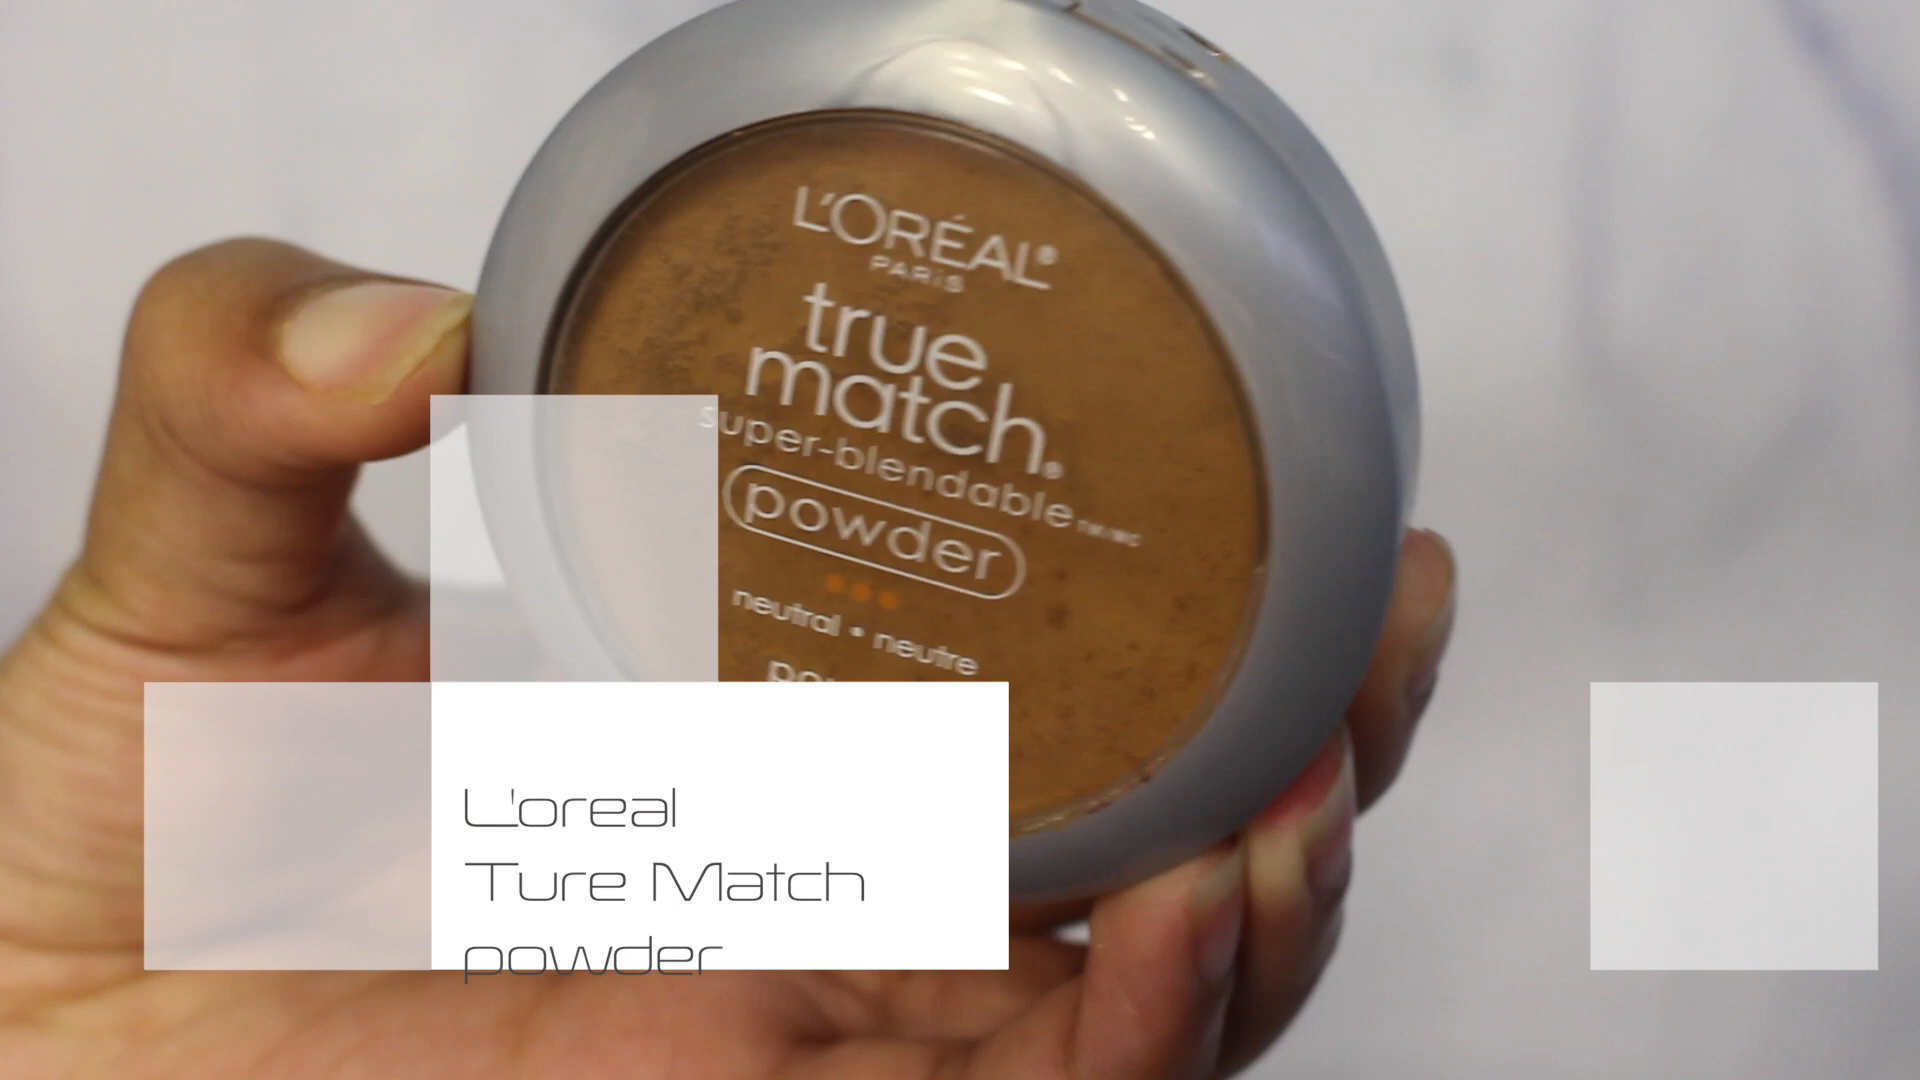 L'ORÉAL®
PARiS
true
match®
super-blendable
powder
neutral • neutre
L'oreal
Ture Match
powder